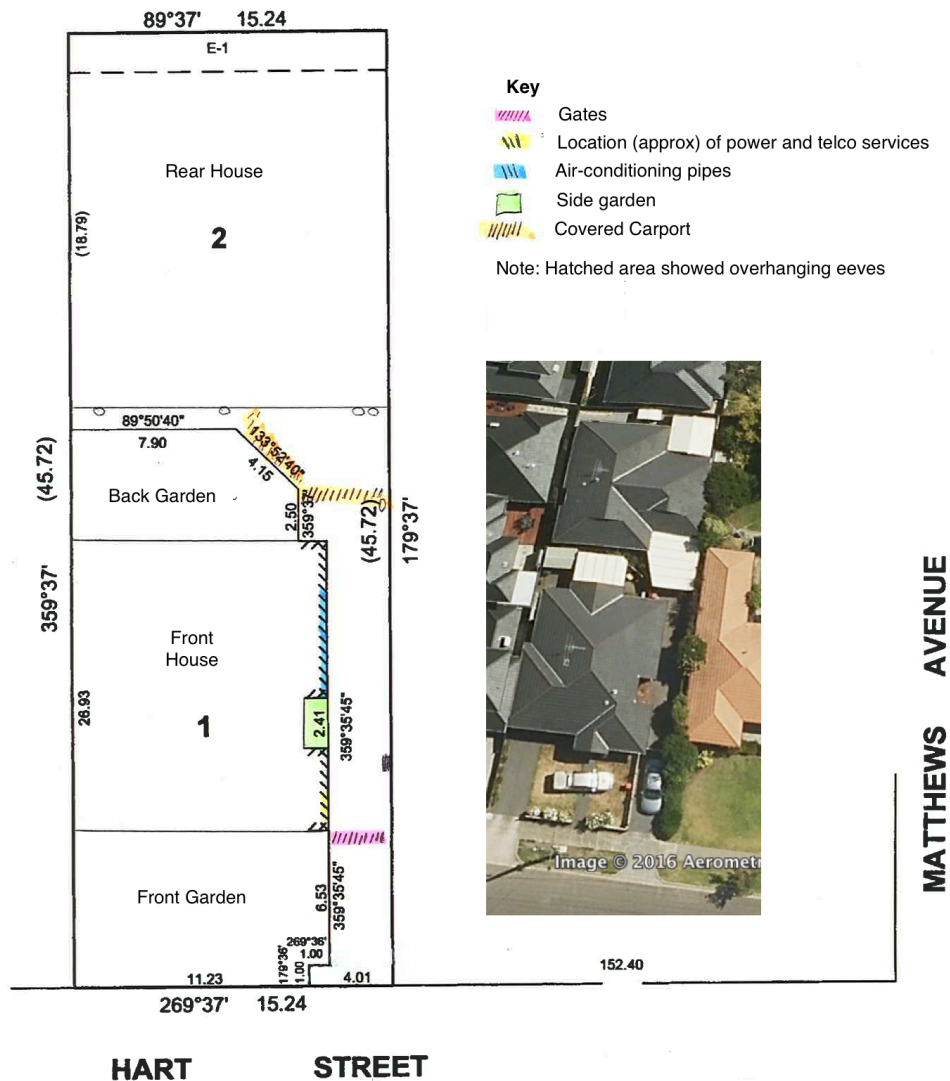 89°37' 15.24
E-1
Rear House
2
(18.79)
Key
Gates
Location (approx) of power and telco services
Air-conditioning pipes
Side garden
Covered Carport
Note: Hatched area showed overhanging eeves
89°50'40"
7.90
133°52'40"
4.15
Back Garden
2.50
359°37'
(45.72)
359°37'
(45.72)
179°37'
Front
House
1
26.93
2.41
359°35'45"
Front Garden
6.53
359°35'45"
269°36'
1.00
179°36'
1.00
11.23
4.01
269°37' 15.24
152.40
HART STREET
MATTHEWS AVENUE
Image © 2016 Aerometr